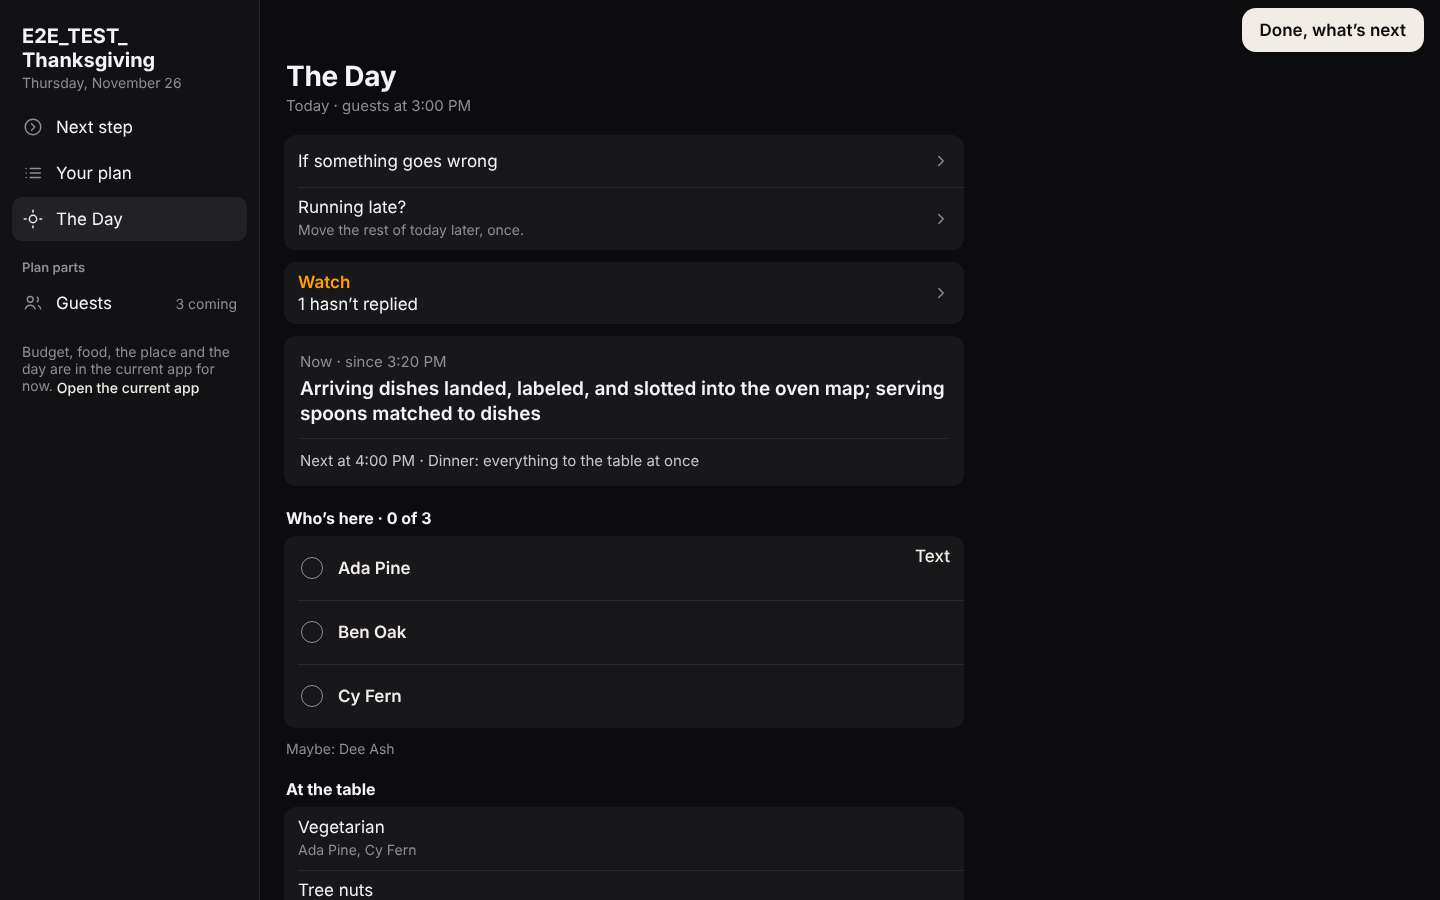 E2E_TEST_
Thanksgiving
Thursday, November 26
Next step
Your plan
The Day
Plan parts
Guests
3 coming
Budget, food, the place and the
day are in the current app for
now. Open the current app
Done, what’s next
The Day
Today · guests at 3:00 PM
If something goes wrong
Running late?
Move the rest of today later, once.
Watch
1 hasn’t replied
Now · since 3:20 PM
Arriving dishes landed, labeled, and slotted into the oven map; serving
spoons matched to dishes
Next at 4:00 PM · Dinner: everything to the table at once
Who’s here · 0 of 3
Ada Pine
Text
Ben Oak
Cy Fern
Maybe: Dee Ash
At the table
Vegetarian
Ada Pine, Cy Fern
Tree nuts